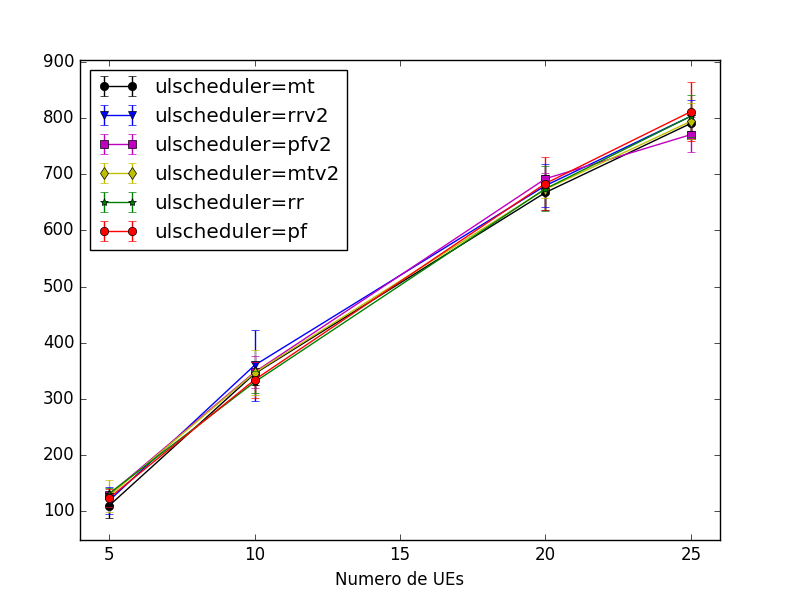 900
800
700
600
500
400
300
200
100
ulscheduler=mt
ulscheduler=rrv2
ulscheduler=pfv2
ulscheduler=mtv2
ulscheduler=rr
ulscheduler=pf
5 10 15 20 25
Numero de UEs